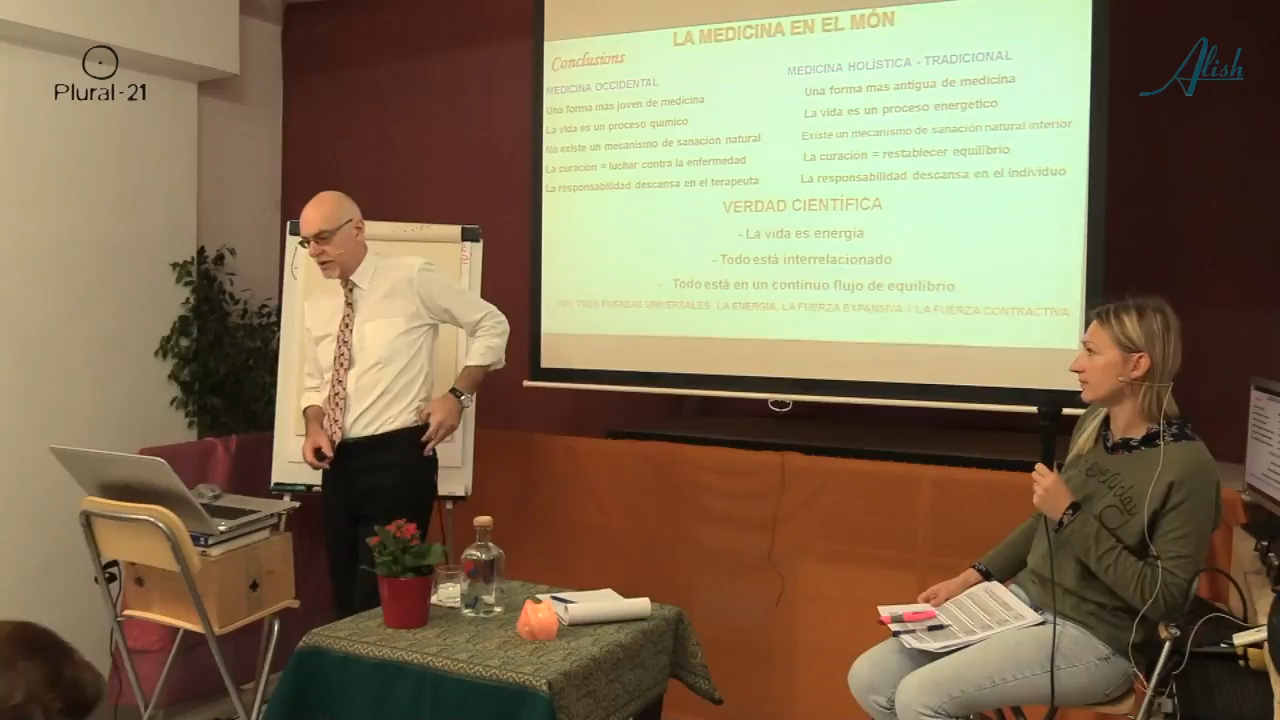 Plural-21
Alish
LA MEDICINA EN EL MÓN
Conclusions
MEDICINA OCCIDENTAL
Una forma mas joven de medicina
La vida es un proceso quimico
No existe un mecanismo de sanación natural
La curación = luchar contra la enfermedad
La responsabilidad descansa en el terapeuta
MEDICINA HOLÍSTICA - TRADICIONAL
Una forma mas antigua de medicina
La vida es un proceso energetico
Existe un mecanismo de sanación natural interior
La curación = restablecer equilibrio
La responsabilidad descansa en el individuo
VERDAD CIENTÍFICA
- La vida es energia
- Todo está interrelacionado
- Todo está en un continuo flujo de equilibrio
HAY TRES FUERZAS UNIVERSALES: LA ENERGIA, LA FUERZA EXPANSIVA Y LA FUERZA CONTRACTIVA
everyday